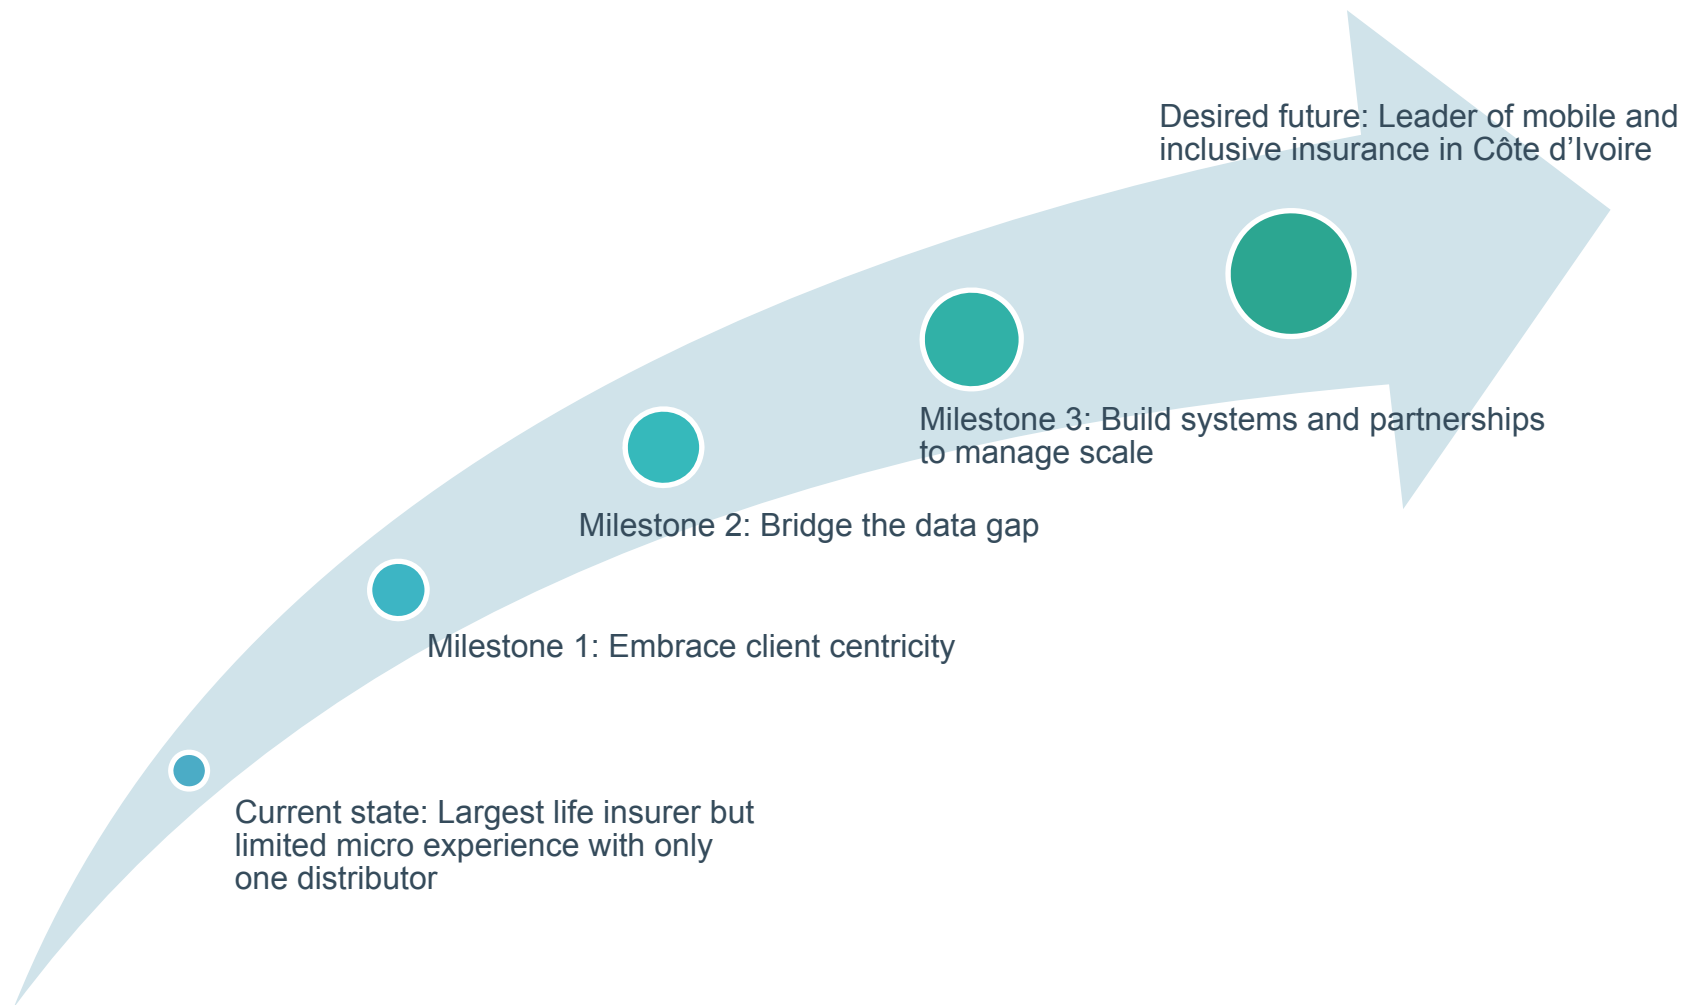 Desired future: Leader of mobile and
inclusive insurance in Côte d’Ivoire
Milestone 3: Build systems and partnerships
to manage scale
Milestone 2: Bridge the data gap
Milestone 1: Embrace client centricity
Current state: Largest life insurer but
limited micro experience with only
one distributor